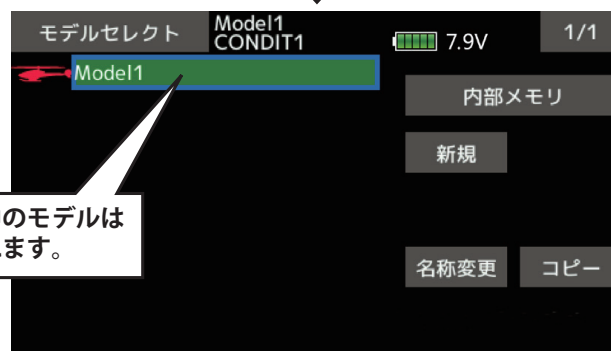 モデルセレクト
Model1
CONDIT1
7.9V
1/1
Model1
内部メモリ
新規
のモデルは
ます。
名称変更
コピー